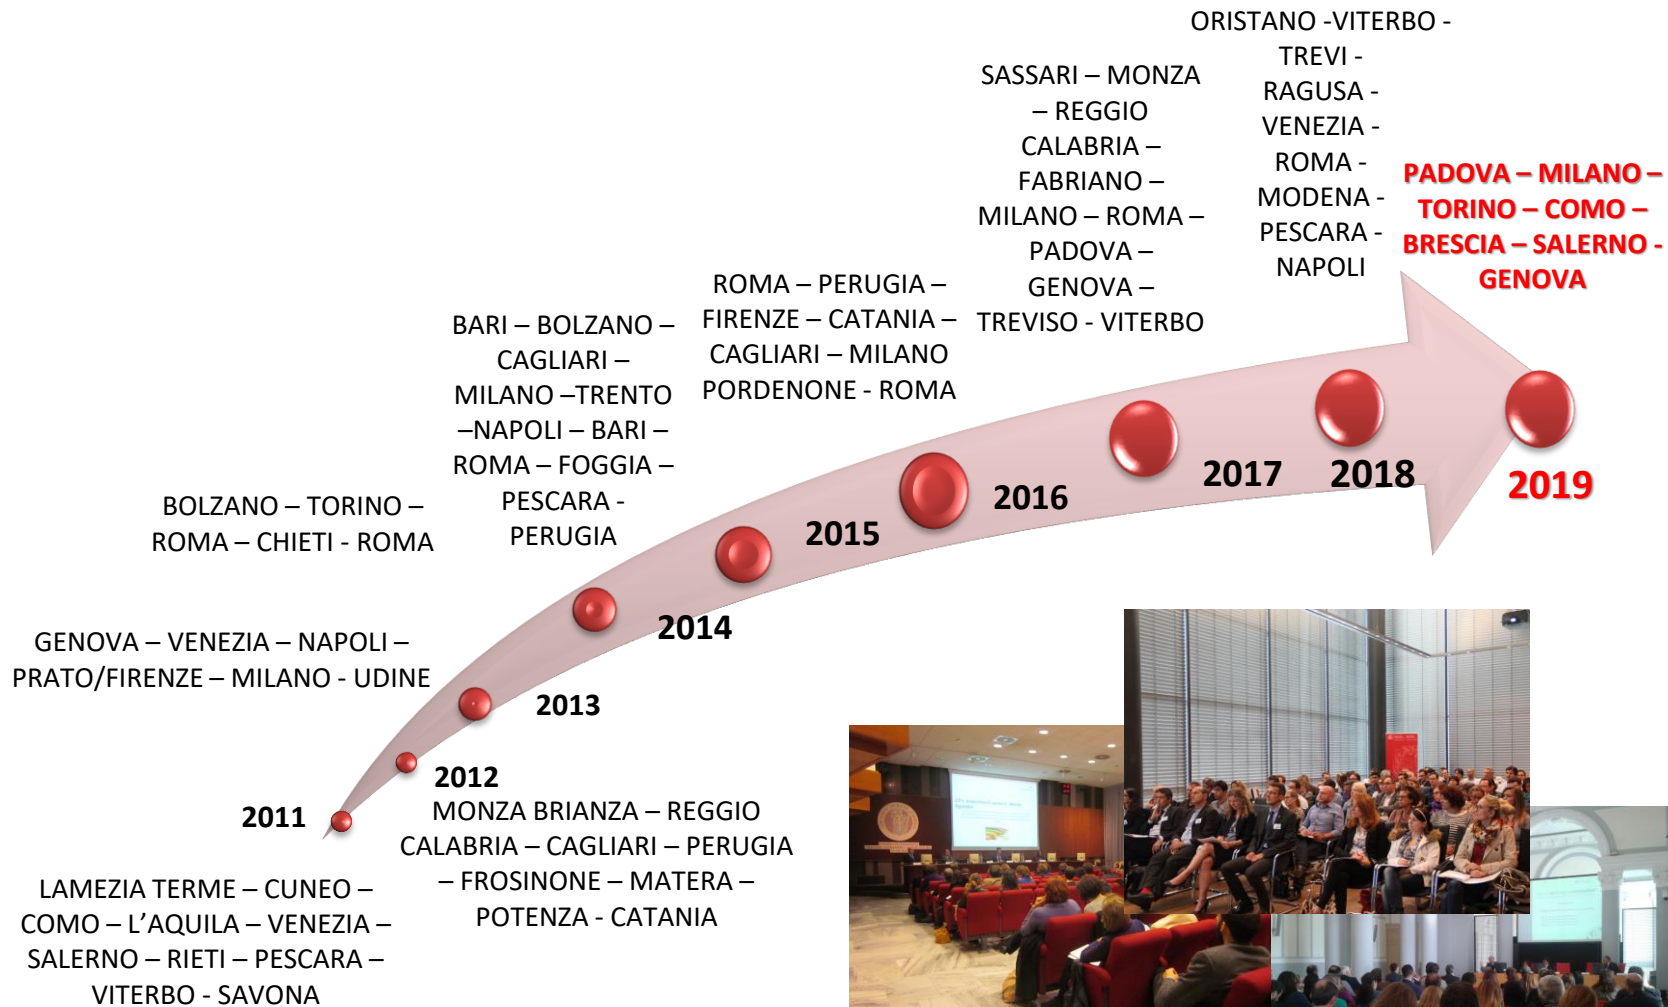 ORISTANO -VITERBO -
TREVI -
RAGUSA -
VENEZIA -
ROMA -
MODENA -
PESCARA -
NAPOLI
SASSARI – MONZA
– REGGIO
CALABRIA –
FABRIANO –
MILANO – ROMA –
PADOVA –
GENOVA –
TREVISO - VITERBO
PADOVA – MILANO –
TORINO – COMO –
BRESCIA – SALERNO -
GENOVA
ROMA – PERUGIA –
FIRENZE – CATANIA –
CAGLIARI – MILANO
PORDENONE - ROMA
BARI – BOLZANO –
CAGLIARI –
MILANO –TRENTO
–NAPOLI – BARI –
ROMA – FOGGIA –
PESCARA -
PERUGIA
BOLZANO – TORINO –
ROMA – CHIETI - ROMA
GENOVA – VENEZIA – NAPOLI –
PRATO/FIRENZE – MILANO - UDINE
2019
2018
2017
2016
2015
2014
2013
2012
2011
MONZA BRIANZA – REGGIO
CALABRIA – CAGLIARI – PERUGIA
– FROSINONE – MATERA –
POTENZA - CATANIA
LAMEZIA TERME – CUNEO –
COMO – L’AQUILA – VENEZIA –
SALERNO – RIETI – PESCARA –
VITERBO - SAVONA